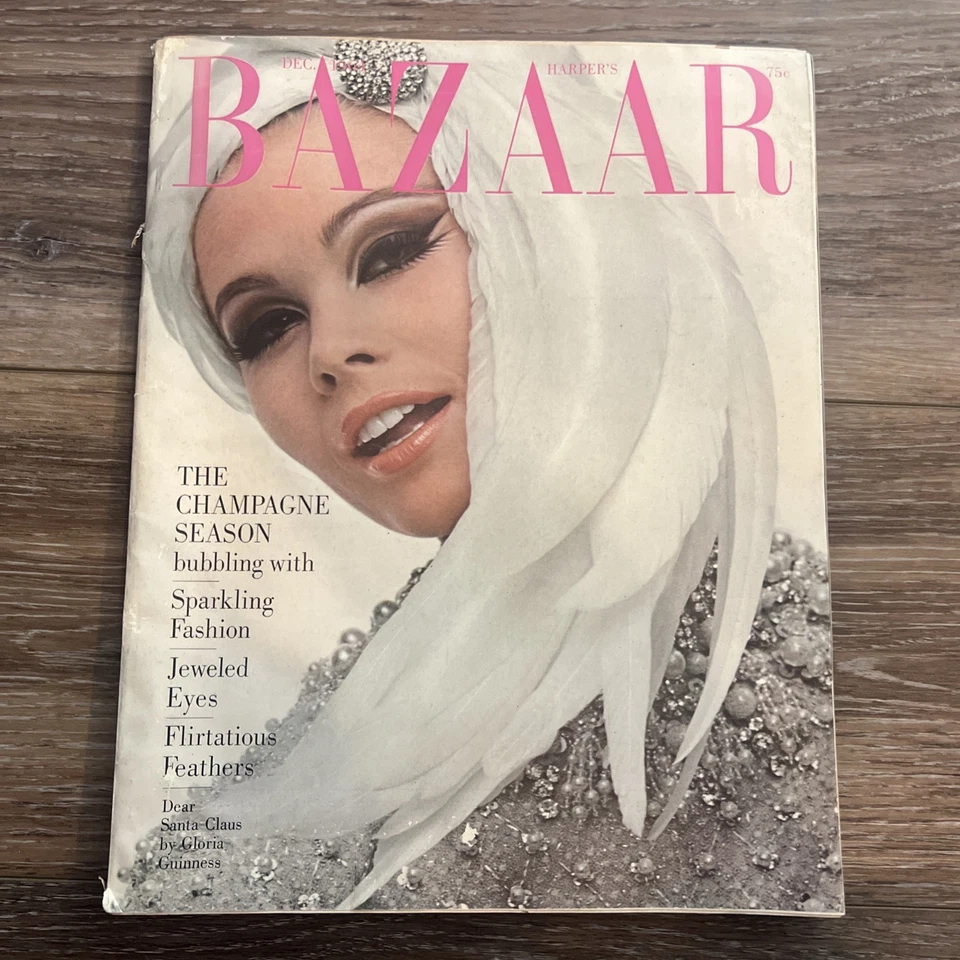 DEC.
HARPER'S
75¢
BAZAAR
THE
CHAMPAGNE
SEASON
bubbling with
Sparkling
Fashion
Jeweled
Eyes
Flirtatious
Feathers
Dear
Santa Claus
by Gloria
Guinness